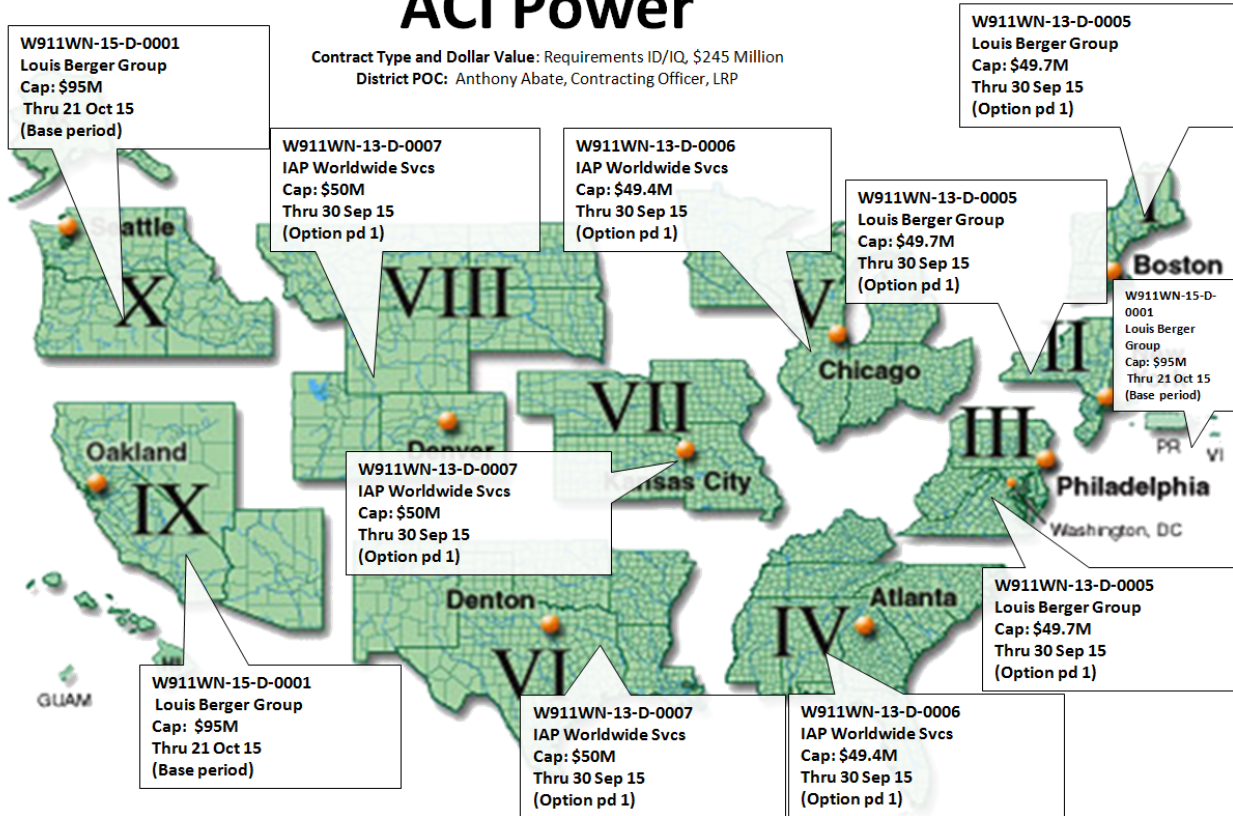 ACI Power
Contract Type and Dollar Value: Requirements ID/IQ, $245 Million
District POC: Anthony Abate, Contracting Officer, LRP
W911WN-15-D-0001
Louis Berger Group
Cap: $95M
Thru 21 Oct 15
(Base period)
W911WN-13-D-0007
IAP Worldwide Svcs
Cap: $50M
Thru 30 Sep 15
(Option pd 1)
W911WN-13-D-0006
IAP Worldwide Svcs
Cap: $49.4M
Thru 30 Sep 15
(Option pd 1)
W911WN-13-D-0005
Louis Berger Group
Cap: $49.7M
Thru 30 Sep 15
(Option pd 1)
W911WN-13-D-0005
Louis Berger Group
Cap: $49.7M
Thru 30 Sep 15
(Option pd 1)
W911WN-15-D-
0001
Louis Berger
Group
Cap: $95M
Thru 21 Oct 15
(Base period)
Seattle
X
VIII
V
Chicago
I
Boston
II
VII
III
Denver
Kansas City
Oakland
IX
PR
VI
Philadelphia
Washington, DC
W911WN-13-D-0007
IAP Worldwide Svcs
Cap: $50M
Thru 30 Sep 15
(Option pd 1)
Denton
VI
IV
Atlanta
W911WN-13-D-0005
Louis Berger Group
Cap: $49.7M
Thru 30 Sep 15
(Option pd 1)
HI
GUAM
W911WN-15-D-0001
Louis Berger Group
Cap: $95M
Thru 21 Oct 15
(Base period)
W911WN-13-D-0007
IAP Worldwide Svcs
Cap: $50M
Thru 30 Sep 15
(Option pd 1)
W911WN-13-D-0006
IAP Worldwide Svcs
Cap: $49.4M
Thru 30 Sep 15
(Option pd 1)